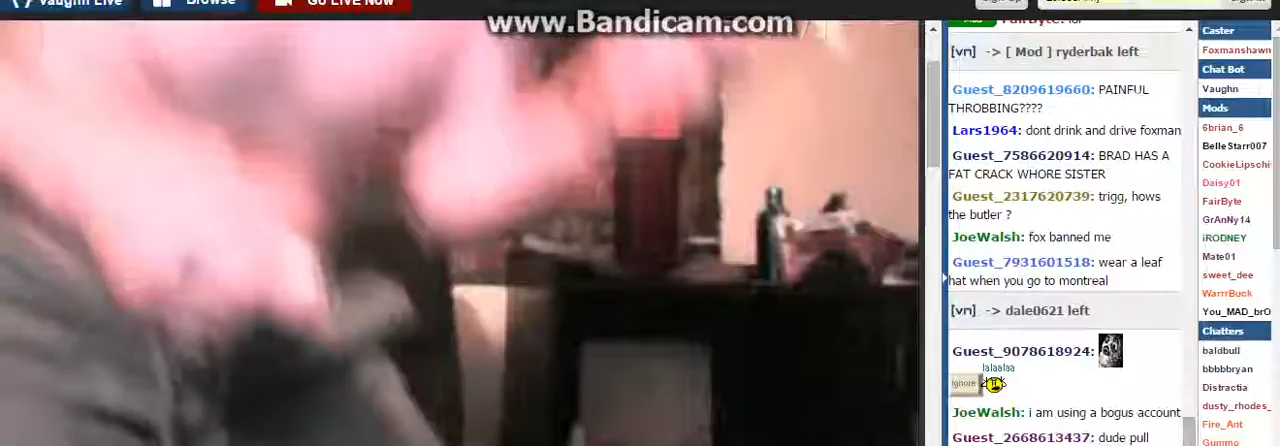 Vaughn Live Browse GO LIVE NOW
www.Bandicam.com
[vn] -> [ Mod ] ryderbak left
Guest_8209619660: PAINFUL
THROBBING????
Lars1964: dont drink and drive foxman
Guest_7586620914: BRAD HAS A
FAT CRACK WHORE SISTER
Guest_2317620739: trigg, hows
the butler ?
JoeWalsh: fox banned me
Guest_7931601518: wear a leaf
hat when you go to montreal
[vn] -> dale0621 left
Guest_9078618924:
lalaalaa
ignore
JoeWalsh: i am using a bogus account
Guest_2668613437: dude pull
Caster
Foxmanshawn
Chat Bot
Vaughn
Mods
6brian_6
BelleStarr007
CookieLipschi
Daisy01
FairByte
GrAnNy14
iRODNEY
Mate01
sweet_dee
WarrrBuck
You_MAD_brO
Chatters
baldbull
bbbbbryan
Distractia
dusty_rhodes_
Fire_Ant
Gummo